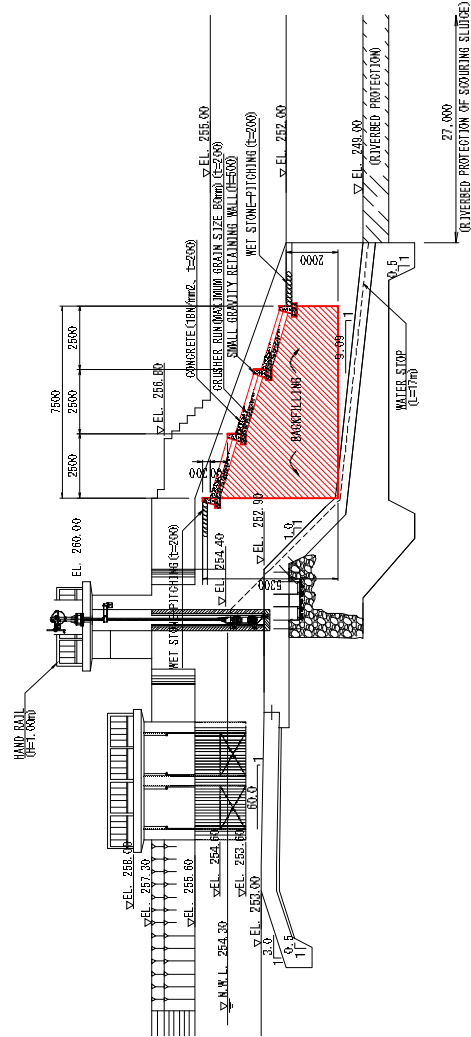 EL. 255.00
EL. 252.00
EL. 249.00
(RIVERBED PROTECTION)
27,000
(RIVERBED PROTECTION OF SCOURING SLUICE)
CONCRETE(18N/mm2, t=200)
CRUSHER RUN(MAXIMUM GRAIN SIZE 80mm)(t=200)
SMALL GRAVITY RETAINING WALL(H=500)
WET STONE-PITCHING(t=200)
7500
2500
2500
2500
EL. 256.80
2000
0.5
1
9.09
1
BACKFILLING
WATER STOP
(L=17m)
EL. 260.00
WET STONE-PITCHING(t=200)
EL. 254.40
EL. 252.90
1.0
1
5300
HAND RAIL
60.0
1
EL. 258.00
EL. 257.30
EL. 255.60
EL. 254.60
EL. 253.60
N.W.L. 254.30
EL. 253.00
3.0
1
0.5
1